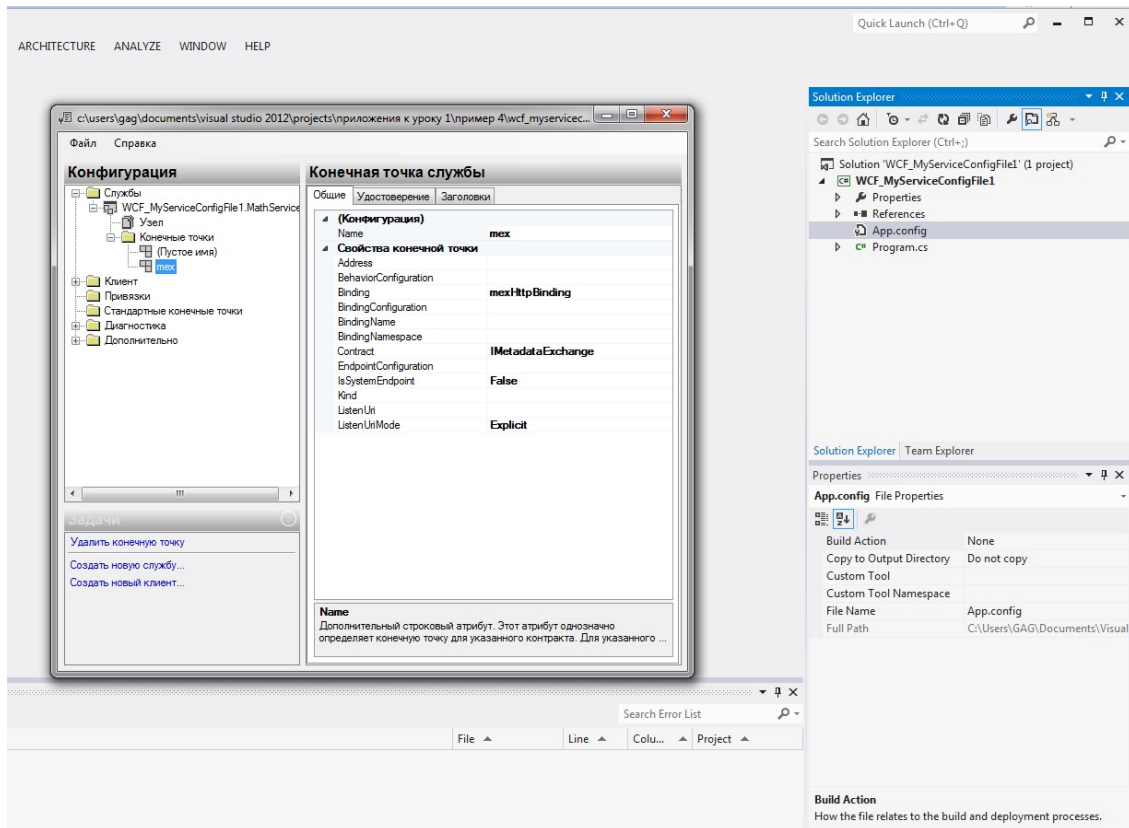 Quick Launch (Ctrl+Q)
ARCHITECTURE ANALYZE WINDOW HELP
c:\users\gag\documents\visual studio 2012\projects\приложения к уроку 1\пример 4\wcf_myservicec...
Файл Справка
Конфигурация
Службы
WCF_MyServiceConfigFile1.MathService
Узел
Конечные точки
(Пустое имя)
mex
Клиент
Привязки
Стандартные конечные точки
Диагностика
Дополнительно
Задачи
Удалить конечную точку
Создать новую службу...
Создать новый клиент...
Конечная точка службы
Общие Удостоверение Заголовки
(Конфигурация)
Name mex
Свойства конечной точки
Address
BehaviorConfiguration
Binding mexHttpBinding
BindingConfiguration
BindingName
BindingNamespace
Contract IMetadataExchange
EndpointConfiguration
IsSystemEndpoint False
Kind
ListenUri
ListenUriMode Explicit
Name
Дополнительный строковый атрибут. Этот атрибут однозначно
определяет конечную точку для указанного контракта. Для указанного ...
Solution Explorer
Search Solution Explorer (Ctrl+;)
Solution 'WCF_MyServiceConfigFile1' (1 project)
WCF_MyServiceConfigFile1
Properties
References
App.config
Program.cs
Solution Explorer Team Explorer
Properties
App.config File Properties
Build Action None
Copy to Output Directory Do not copy
Custom Tool
Custom Tool Namespace
File Name App.config
Full Path C:\Users\GAG\Documents\Visual
Build Action
How the file relates to the build and deployment processes.
Search Error List
File Line Colu... Project